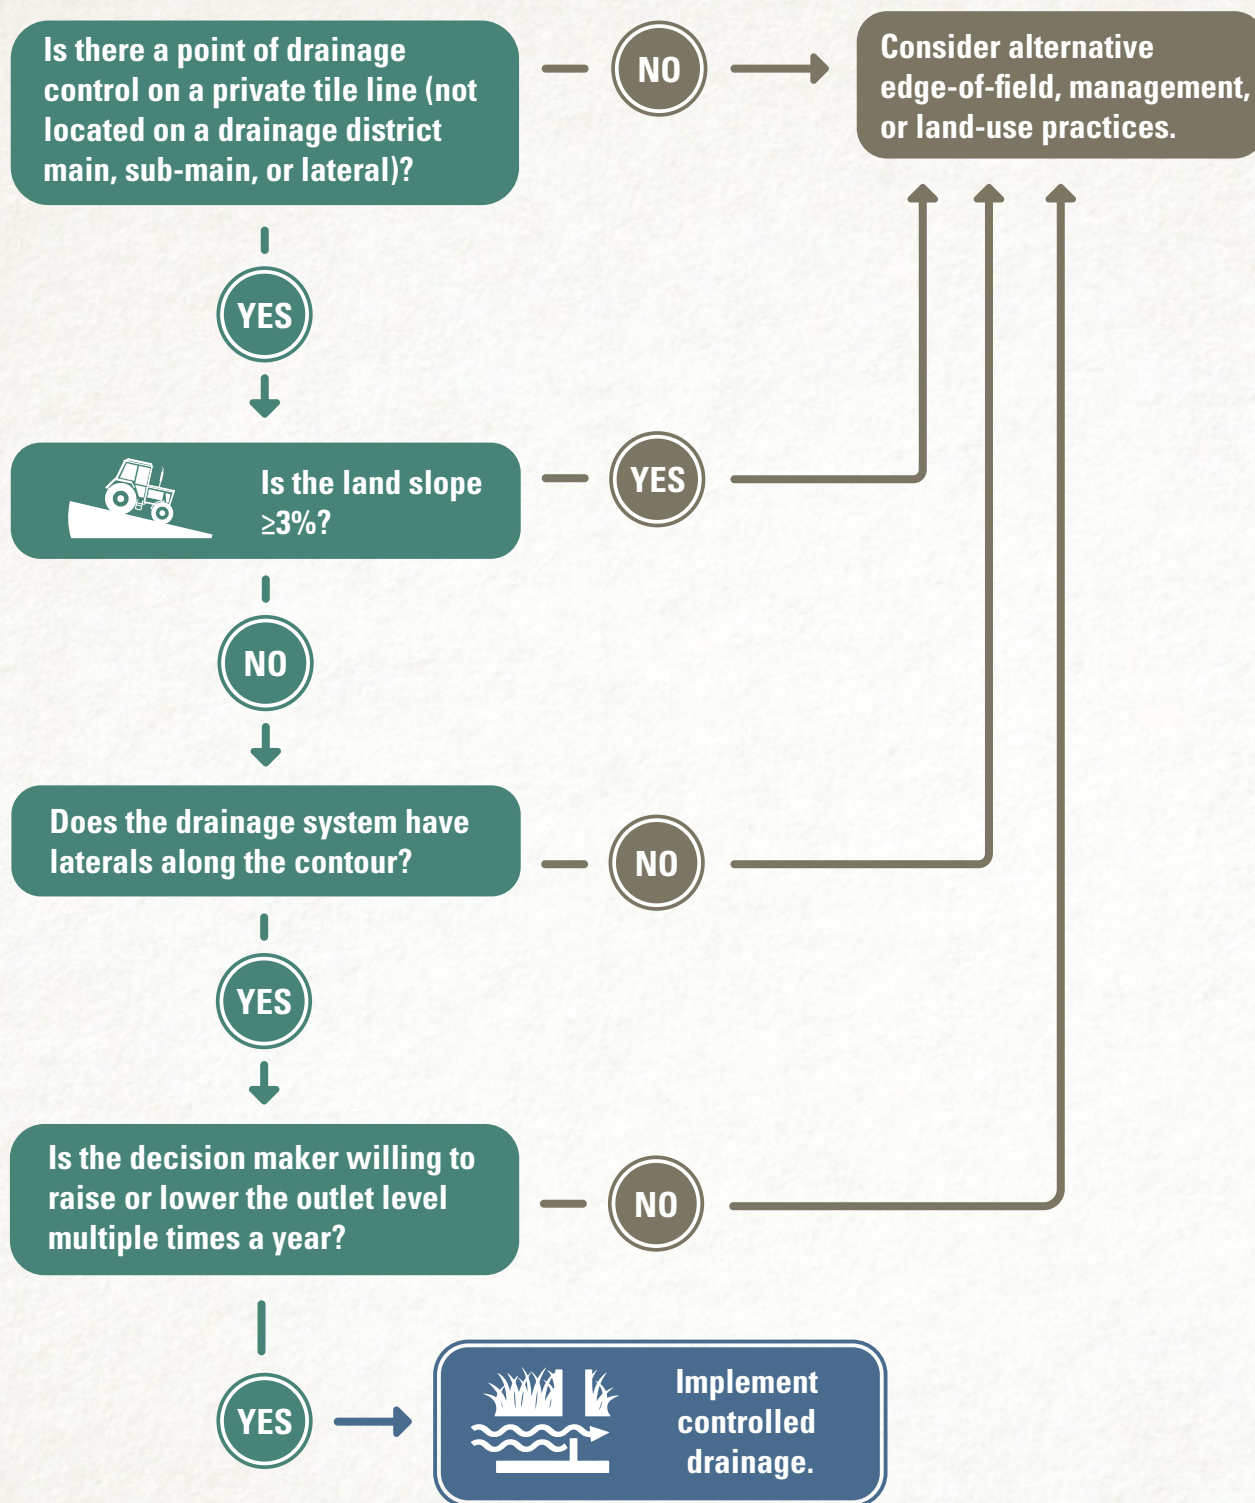 Is there a point of drainage
control on a private tile line (not
located on a drainage district
main, sub-main, or lateral)?
NO
Consider alternative
edge-of-field, management,
or land-use practices.
YES
Is the land slope
≥3%?
YES
NO
Does the drainage system have
laterals along the contour?
NO
YES
Is the decision maker willing to
raise or lower the outlet level
multiple times a year?
NO
YES
Implement
controlled
drainage.